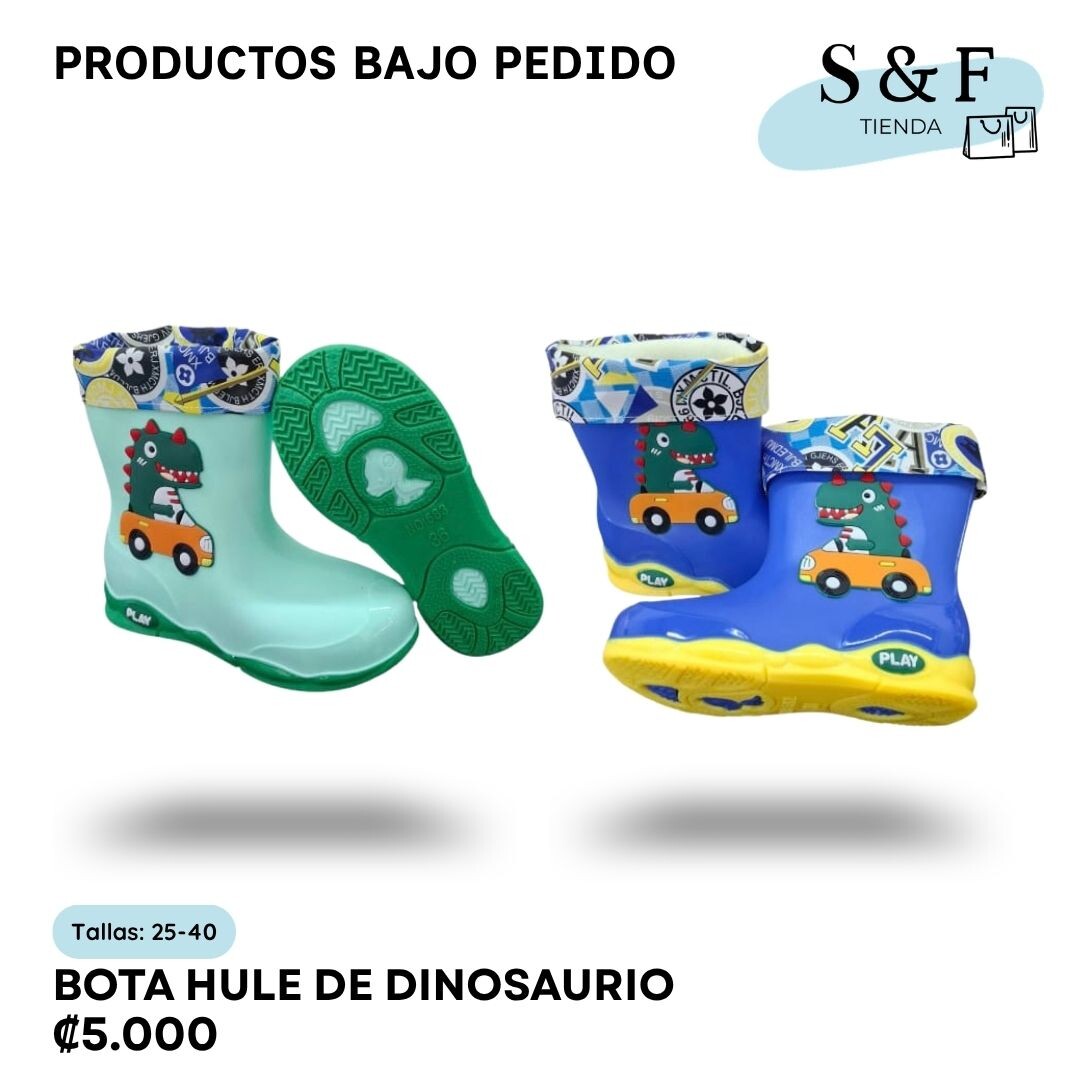 PRODUCTOS BAJO PEDIDO
S & F
TIENDA
PLAY
PLAY
PLAY
Tallas: 25-40
BOTA HULE DE DINOSAURIO
₡5.000